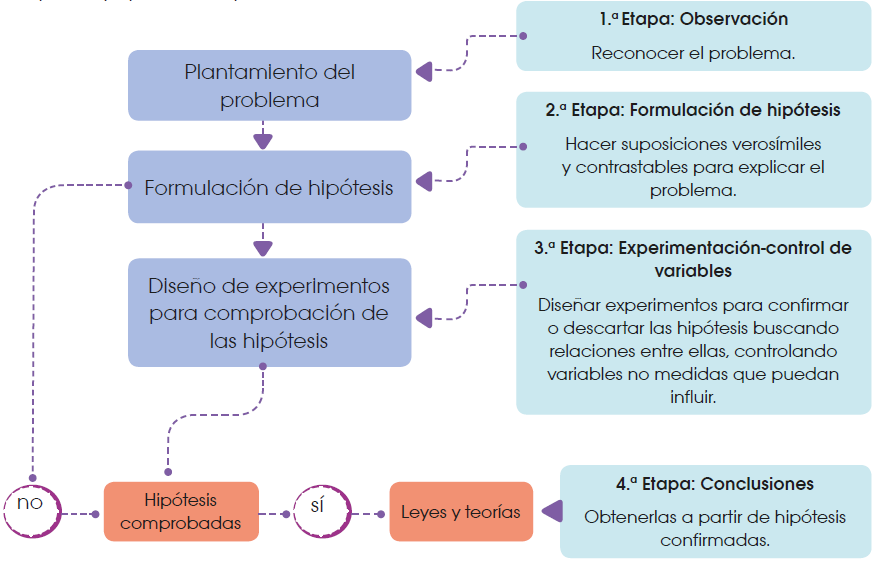 1.ª Etapa: Observación
Reconocer el problema.
Plantamiento del
problema
2.ª Etapa: Formulación de hipótesis
Hacer suposiciones verosímiles
y contrastables para explicar el
problema.
Formulación de hipótesis
3.ª Etapa: Experimentación-control de
variables
Diseñar experimentos para confirmar
o descartar las hipótesis buscando
relaciones entre ellas, controlando
variables no medidas que puedan
influir.
Diseño de experimentos
para comprobación de
las hipótesis
no
Hipótesis
comprobadas
sí
Leyes y teorías
4.ª Etapa: Conclusiones
Obtenerlas a partir de hipótesis
confirmadas.